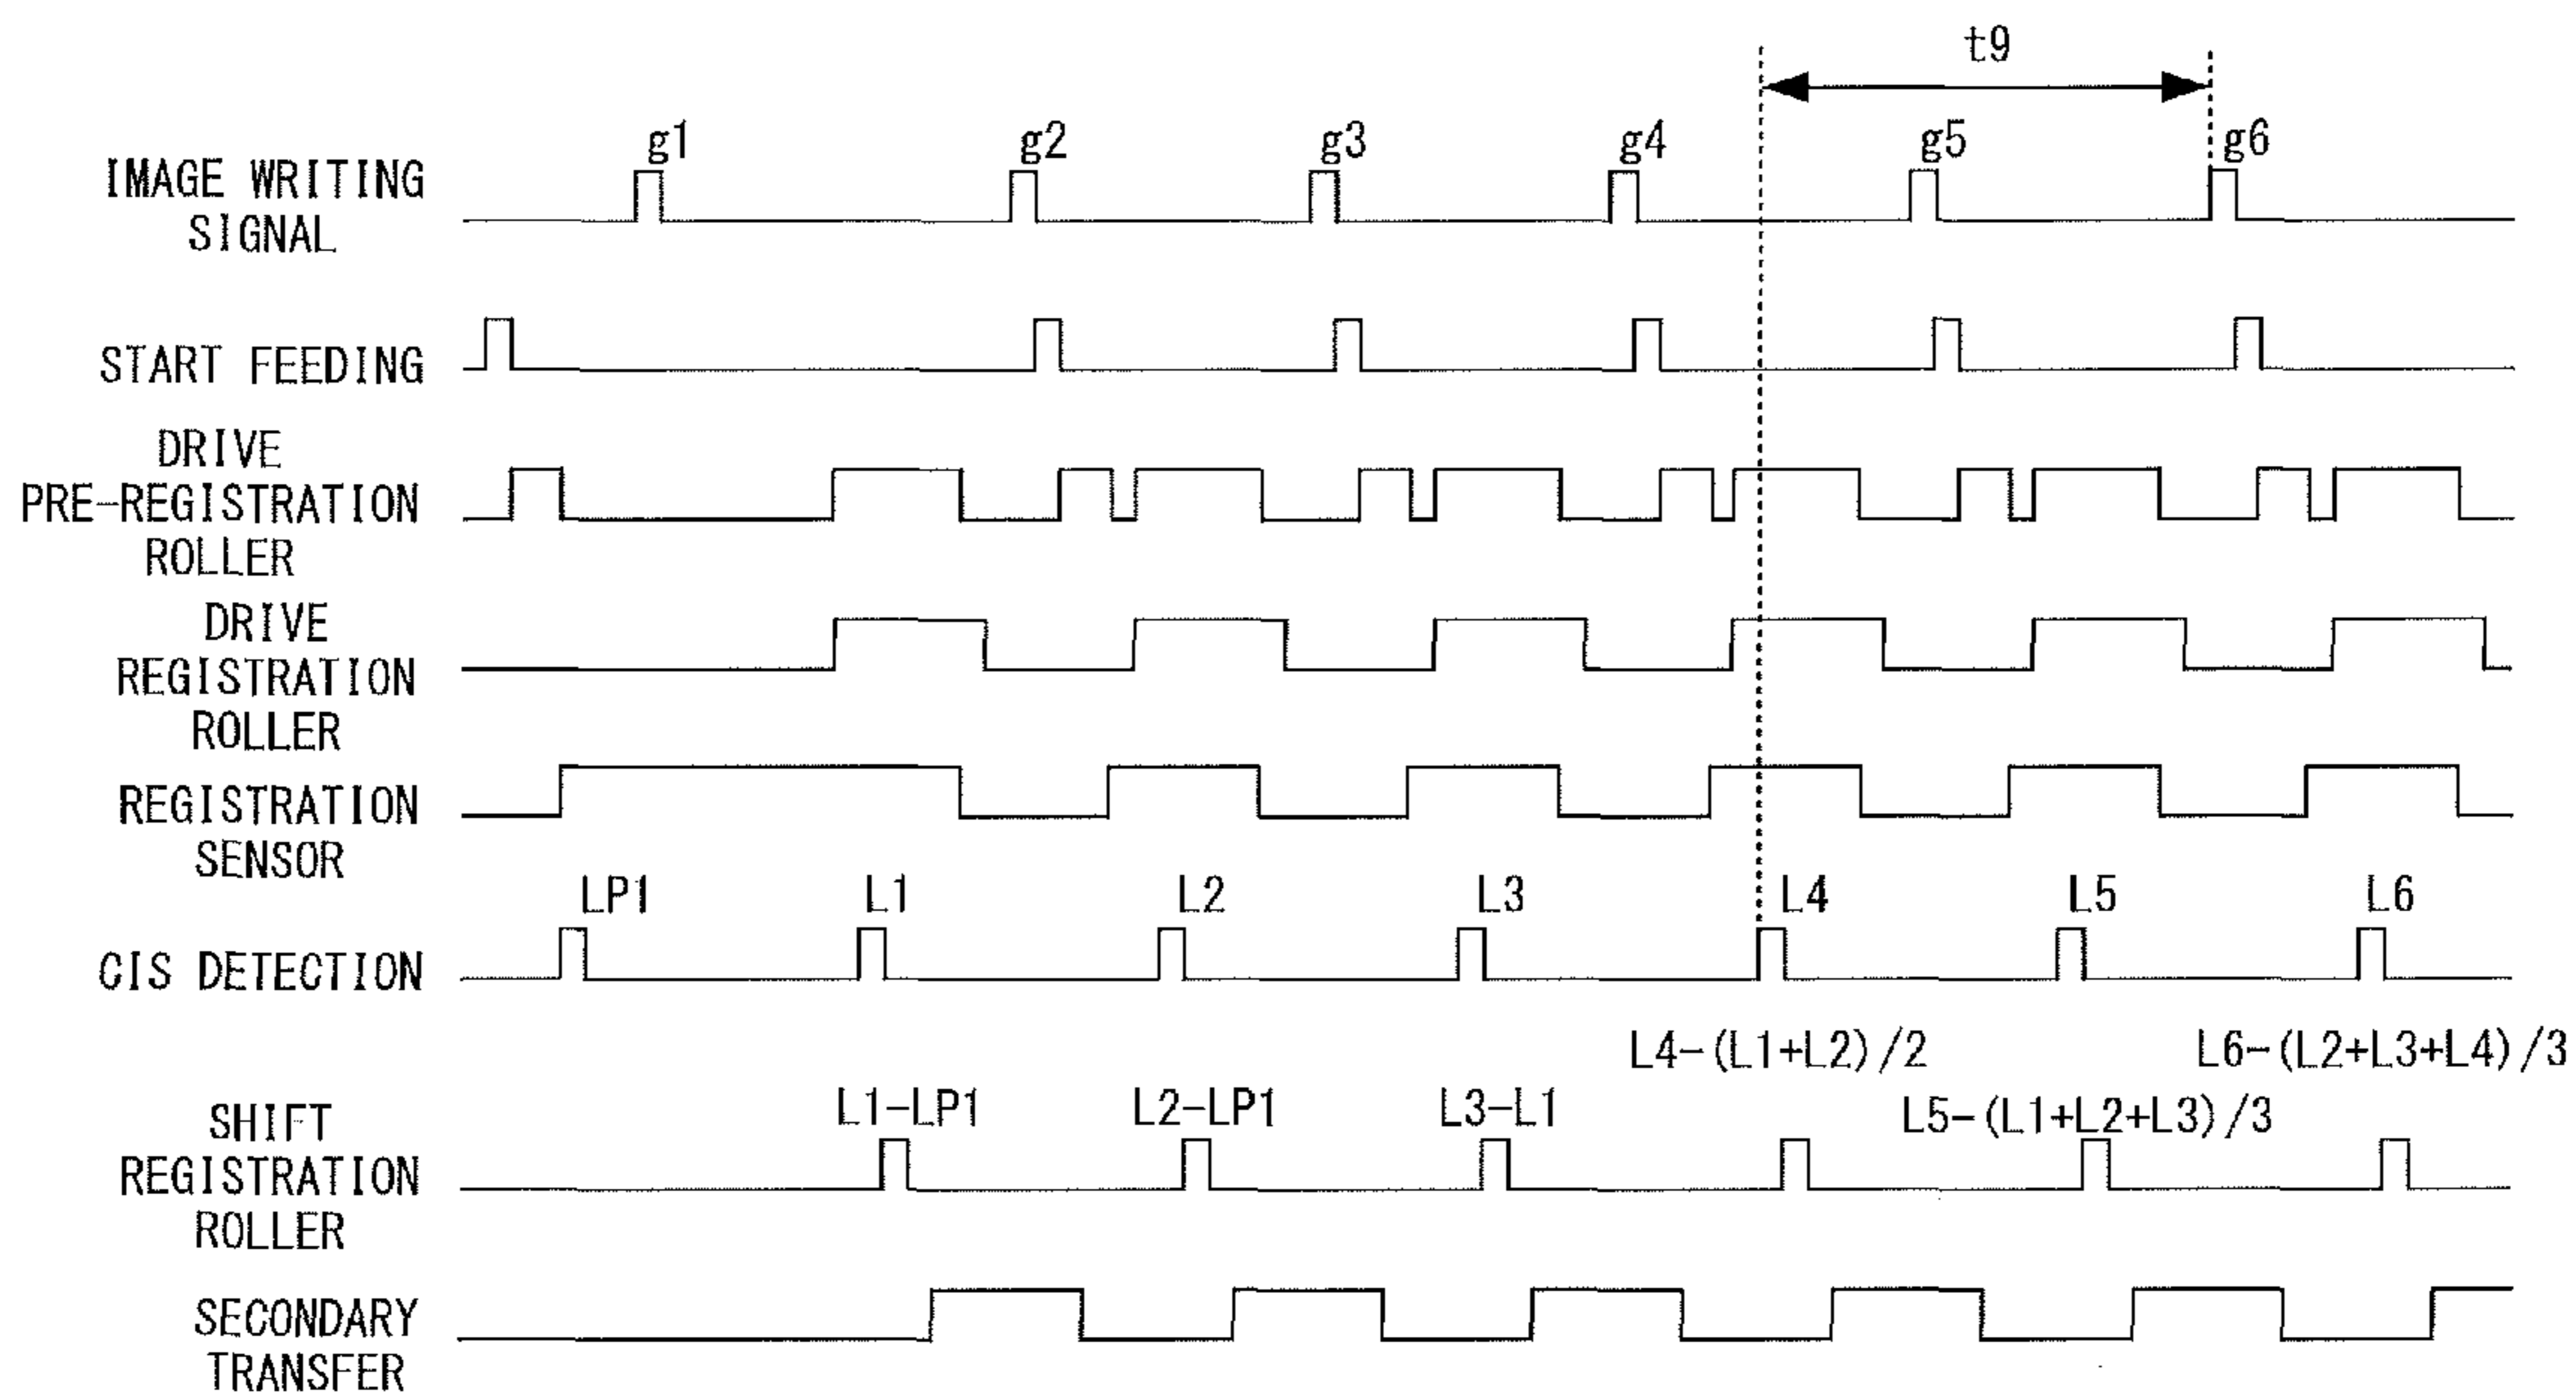 t9
g1 g2 g3 g4 g5 g6
IMAGE WRITING
SIGNAL
START FEEDING
DRIVE
PRE-REGISTRATION
ROLLER
DRIVE
REGISTRATION
ROLLER
REGISTRATION
SENSOR
LP1 L1 L2 L3 L4 L5 L6
CIS DETECTION
L4-(L1+L2)/2 L6-(L2+L3+L4)/3
L1-LP1 L2-LP1 L3-L1 L5-(L1+L2+L3)/3
SHIFT
REGISTRATION
ROLLER
SECONDARY
TRANSFER